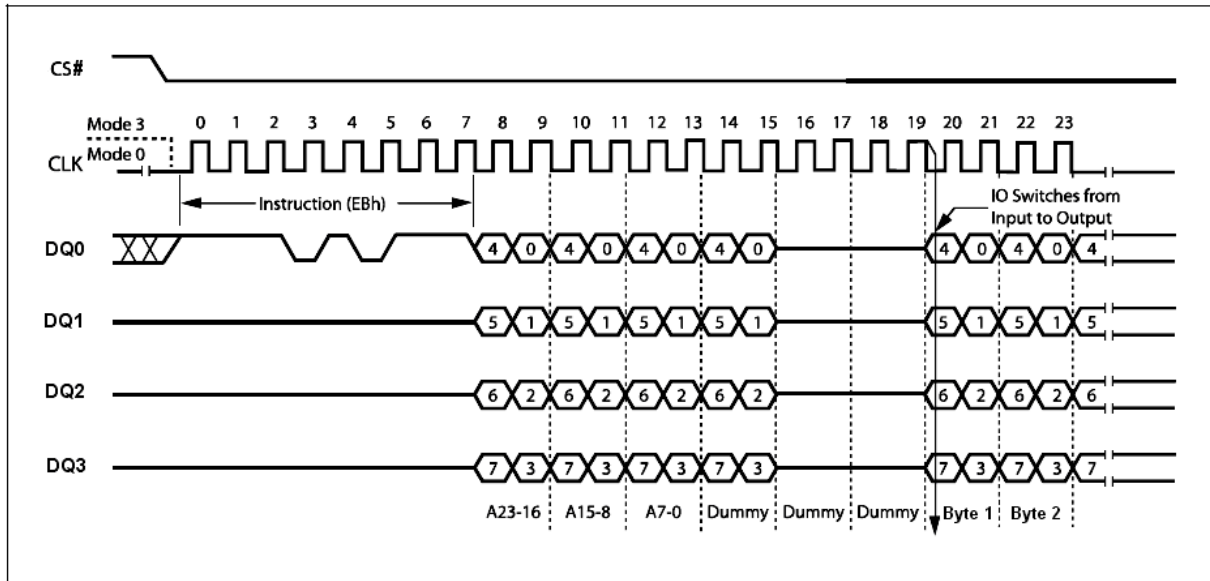 CS#
Mode 3
0 1 2 3 4 5 6 7 8 9 10 11 12 13 14 15 16 17 18 19 20 21 22 23
Mode 0
CLK
Instruction (EBh)
IO Switches from
Input to Output
DQ0 4 0 4 0 4 0 4 0 4 0 4 0 4
DQ1 5 1 5 1 5 1 5 1 5 1 5 1 5
DQ2 6 2 6 2 6 2 6 2 6 2 6 2 6
DQ3 7 3 7 3 7 3 7 3 7 3 7 3 7
A23-16 A15-8 A7-0 Dummy Dummy Dummy Byte 1 Byte 2